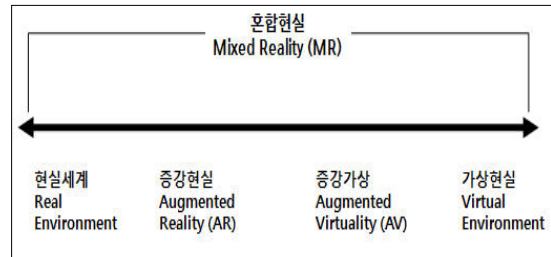 혼합현실
Mixed Reality (MR)
현실세계
Real
Environment
증강현실
Augmented
Reality (AR)
증강가상
Augmented
Virtuality (AV)
가상현실
Virtual
Environment